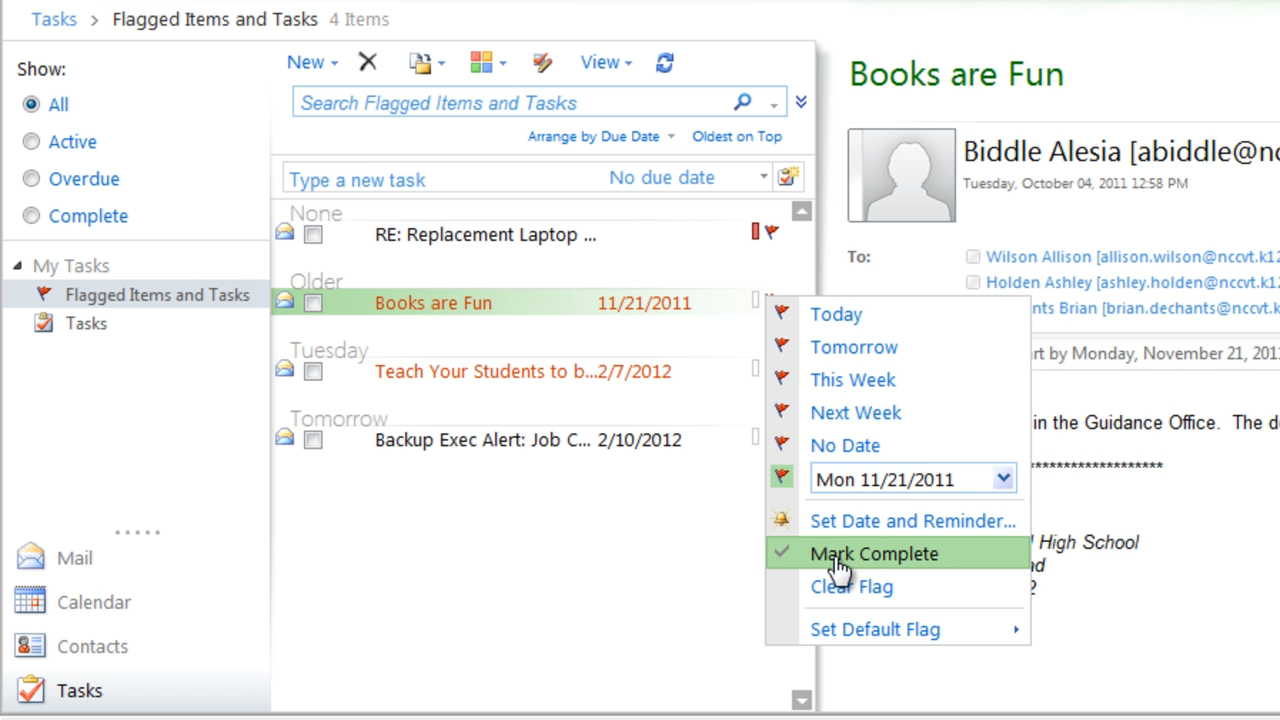 Tasks > Flagged Items and Tasks 4 Items
Show:
All
Active
Overdue
Complete
My Tasks
Flagged Items and Tasks
Tasks
Mail
Calendar
Contacts
Tasks
New View
Search Flagged Items and Tasks
Arrange by Due Date Oldest on Top
Type a new task No due date
None
RE: Replacement Laptop ...
Older
Books are Fun 11/21/2011
Tuesday
Teach Your Students to b...2/7/2012
Tomorrow
Backup Exec Alert: Job C... 2/10/2012
Today
Tomorrow
This Week
Next Week
No Date
Mon 11/21/2011
Set Date and Reminder...
Mark Complete
Clear Flag
Set Default Flag
Books are Fun
Biddle Alesia [abiddle@nc
Tuesday, October 04, 2011 12:58 PM
To:
Wilson Allison [allison.wilson@nccvt.k12
Holden Ashley [ashley.holden@nccvt.k12
nts Brian [brian.dechants@nccvt.k
rt by Monday, November 21, 201
in the Guidance Office. The d
********************
High School